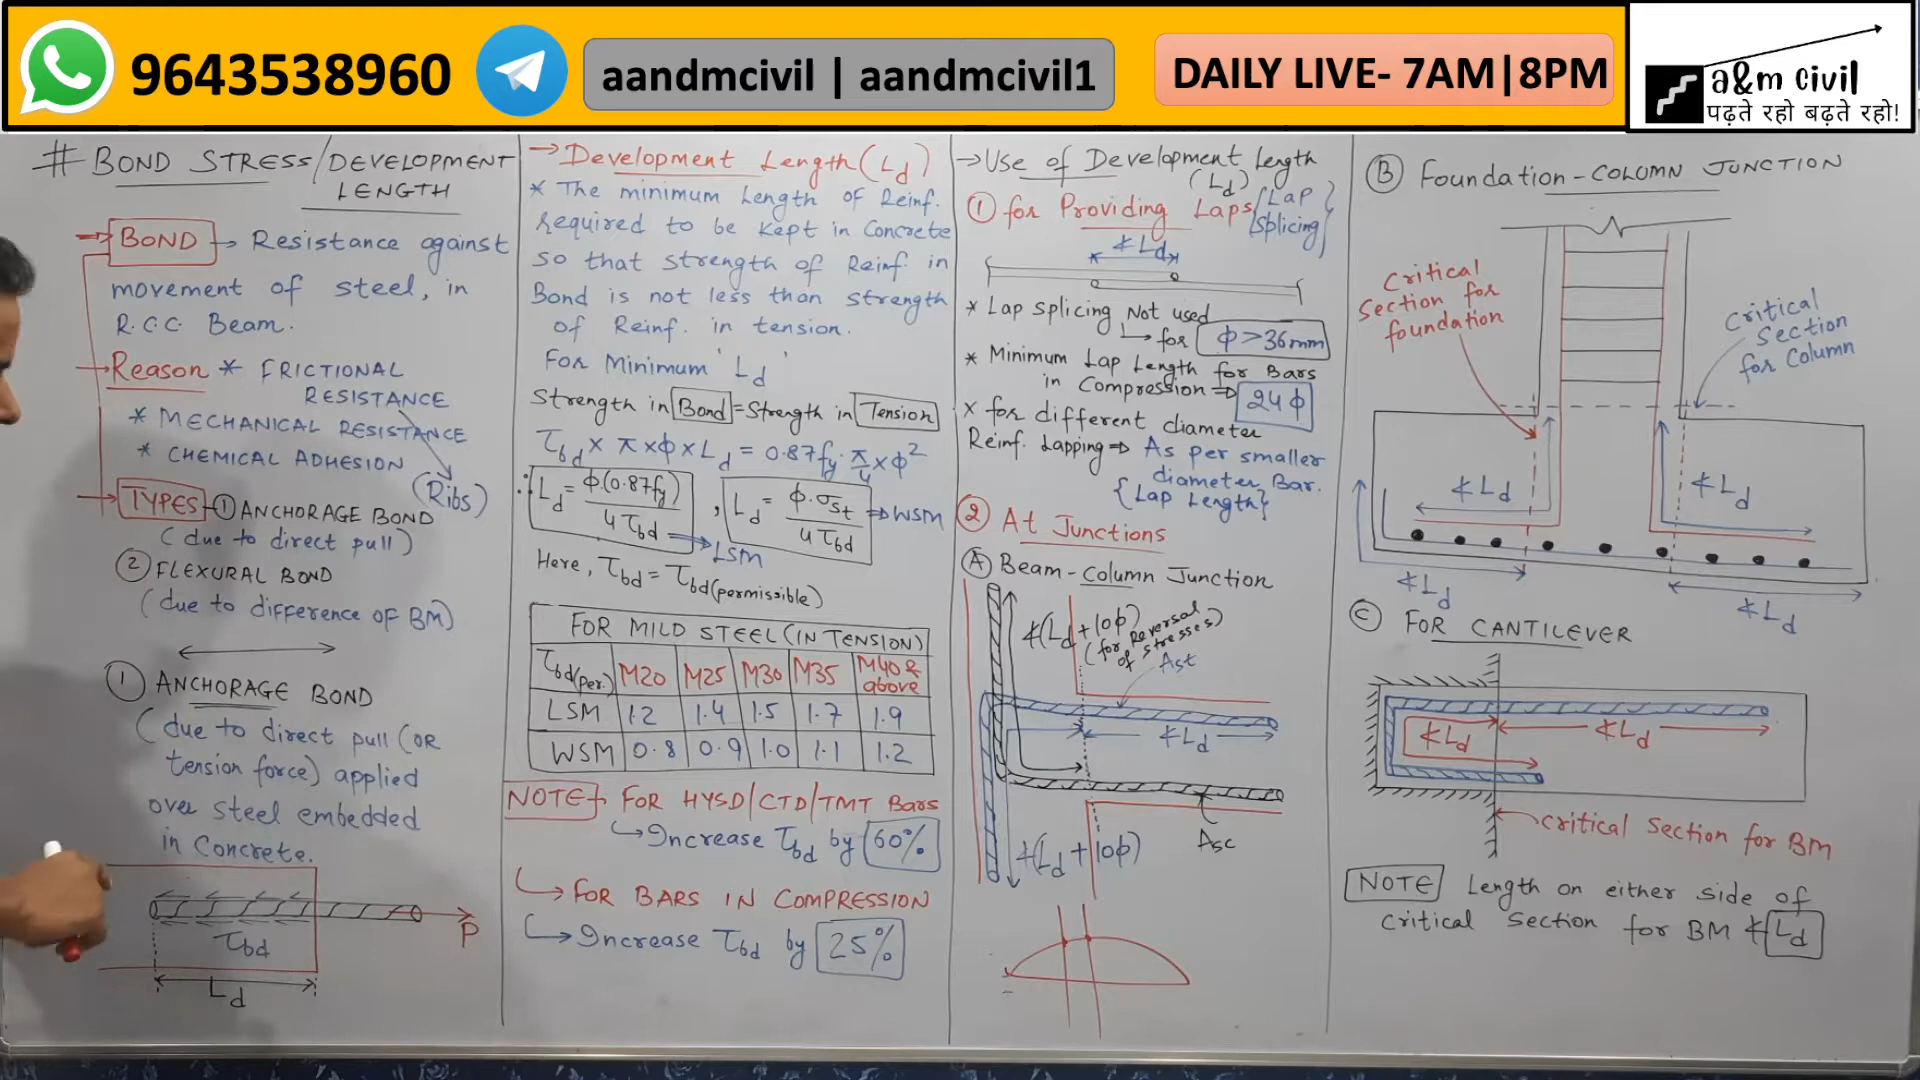 9643538960
aandmcivil | aandmcivil1
DAILY LIVE- 7AM|8PM
a&m civil
पढ़ते रहो बढ़ते रहो!
# BOND STRESS/DEVELOPMENT
LENGTH
BOND → Resistance against
movement of steel, in
R.C.C. Beam.
Reason * FRICTIONAL
RESISTANCE
* MECHANICAL RESISTANCE
* CHEMICAL ADHESION
(Ribs)
TYPES - ① ANCHORAGE BOND
(due to direct pull)
② FLEXURAL BOND
(due to difference of BM)
① ANCHORAGE BOND
(due to direct pull (OR
tension force) applied
over steel embedded
in Concrete.
P
τbd
Ld
→ Development Length (Ld)
* The minimum Length of Reinf.
required to be kept in Concrete
so that strength of Reinf. in
Bond is not less than strength
of Reinf. in tension.
For Minimum 'Ld'
Strength in Bond = Strength in Tension
τbd × π × φ × Ld = 0.87fy · π/4 × φ²
∴ Ld = φ·(0.87fy) / 4τbd → LSM , Ld = φ·σst / 4τbd ⇒ WSM
Here, τbd = τbd(permissible)
FOR MILD STEEL (IN TENSION)
τbd(per.) M20 M25 M30 M35 M40 & above
LSM 1.2 1.4 1.5 1.7 1.9
WSM 0.8 0.9 1.0 1.1 1.2
NOTE → FOR HYSD/CTD/TMT Bars
↳ Increase τbd by 60%
↳ FOR BARS IN COMPRESSION
↳ Increase τbd by 25%
→ Use of Development Length
(Ld)
① for Providing Laps/{Lap Splicing}
≮ Ld
* Lap Splicing Not used
↳ for φ > 36mm
* Minimum Lap Length for Bars
in Compression ⇒ 24φ
× for different diameter
Reinf. Lapping ⇒ As per smaller
diameter Bar.
{Lap Length}
② At Junctions
Ⓐ Beam-Column Junction
≮(Ld + 10φ)
(for Reversal
of stresses)
Ast
≮ Ld
Asc
≮(Ld + 10φ)
Ⓑ Foundation-COLUMN JUNCTION
Critical
Section for
foundation
Critical
Section
for Column
≮ Ld
≮ Ld
≮ Ld
≮ Ld
Ⓒ FOR CANTILEVER
≮ Ld
≮ Ld
critical Section for BM
NOTE Length on either side of
critical section for BM ≮ Ld